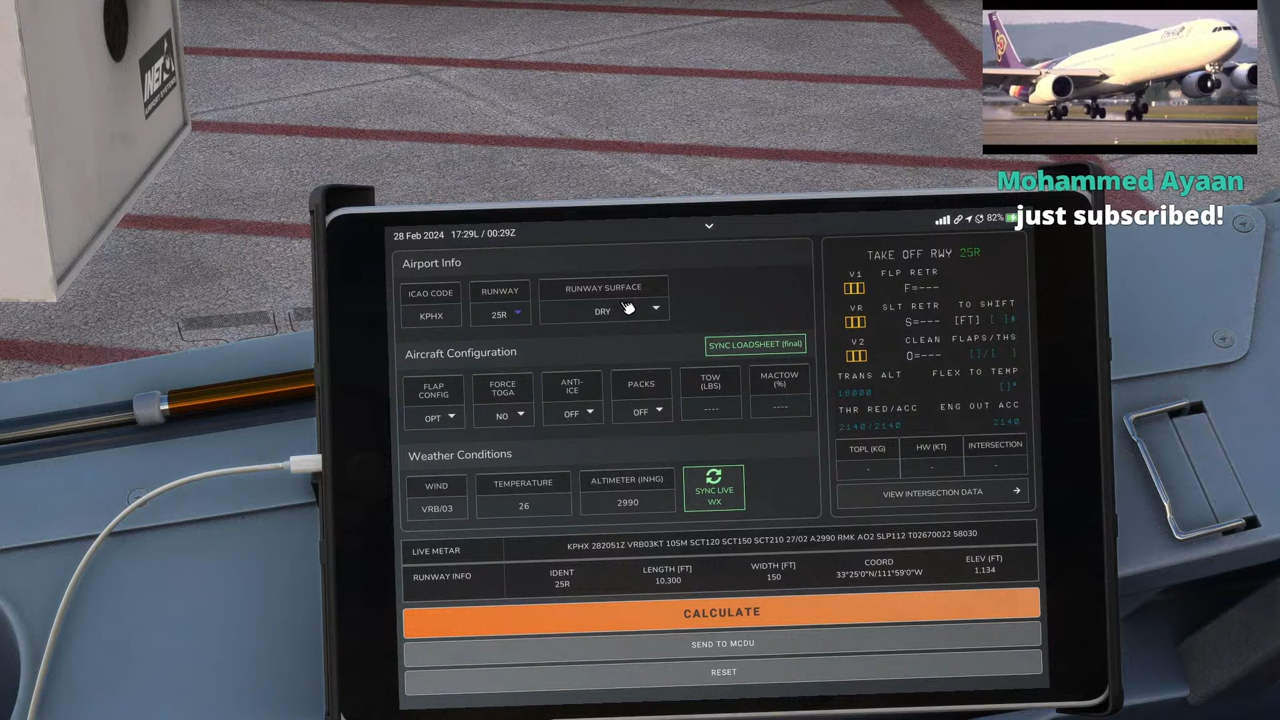 Mohammed Ayaan
just subscribed!
28 Feb 2024 17:29L / 00:29Z
82%
Airport Info
ICAO CODE
KPHX
RUNWAY
25R
RUNWAY SURFACE
DRY
Aircraft Configuration
SYNC LOADSHEET (final)
FLAP
CONFIG
OPT
FORCE
TOGA
NO
ANTI-
ICE
OFF
PACKS
OFF
TOW
(LBS)
----
MACTOW
(%)
----
Weather Conditions
WIND
VRB/03
TEMPERATURE
26
ALTIMETER (INHG)
2990
SYNC LIVE
WX
TAKE OFF RWY 25R
V1 FLP RETR
F=---
VR SLT RETR TO SHIFT
S=--- [FT] [ ]*
V2 CLEAN FLAPS/THS
O=--- []/[ ]
TRANS ALT FLEX TO TEMP
18000 []°
THR RED/ACC ENG OUT ACC
2140/2140 2140
TOPL (KG) HW (KT) INTERSECTION
- - -
VIEW INTERSECTION DATA →
LIVE METAR KPHX 282051Z VRB03KT 10SM SCT120 SCT150 SCT210 27/02 A2990 RMK AO2 SLP112 T02670022 58030
RUNWAY INFO
IDENT
25R
LENGTH [FT]
10,300
WIDTH [FT]
150
COORD
33°25'0"N/111°59'0"W
ELEV (FT)
1,134
CALCULATE
SEND TO MCDU
RESET